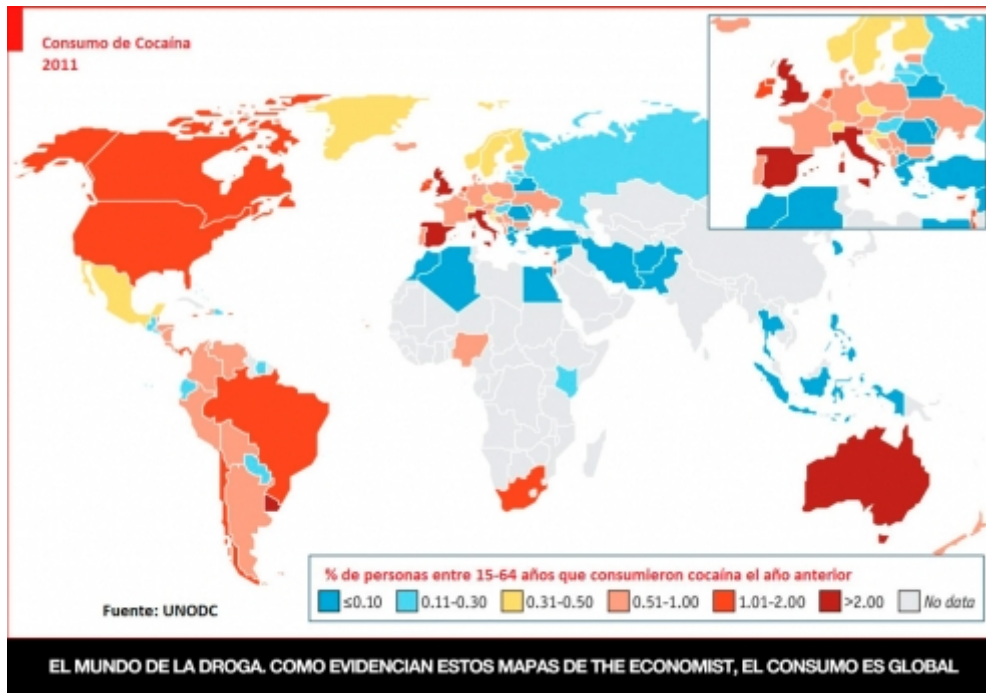 Consumo de Cocaína
2011
% de personas entre 15-64 años que consumieron cocaína el año anterior
≤0.10 0.11-0.30 0.31-0.50 0.51-1.00 1.01-2.00 >2.00 No data
Fuente: UNODC
EL MUNDO DE LA DROGA. COMO EVIDENCIAN ESTOS MAPAS DE THE ECONOMIST, EL CONSUMO ES GLOBAL